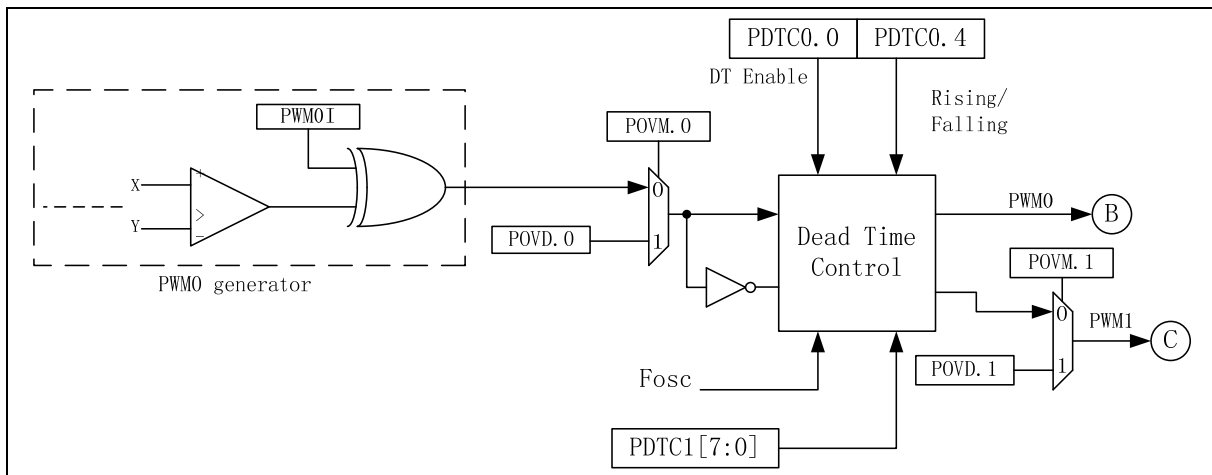 PDTC0.0
PDTC0.4
DT Enable
Rising/
Falling
PWM0I
POVM.0
X
+
>
Y
−
0
1
POVD.0
PWM0 generator
Dead Time
Control
PWM0
B
POVM.1
0
1
PWM1
C
POVD.1
Fosc
PDTC1[7:0]